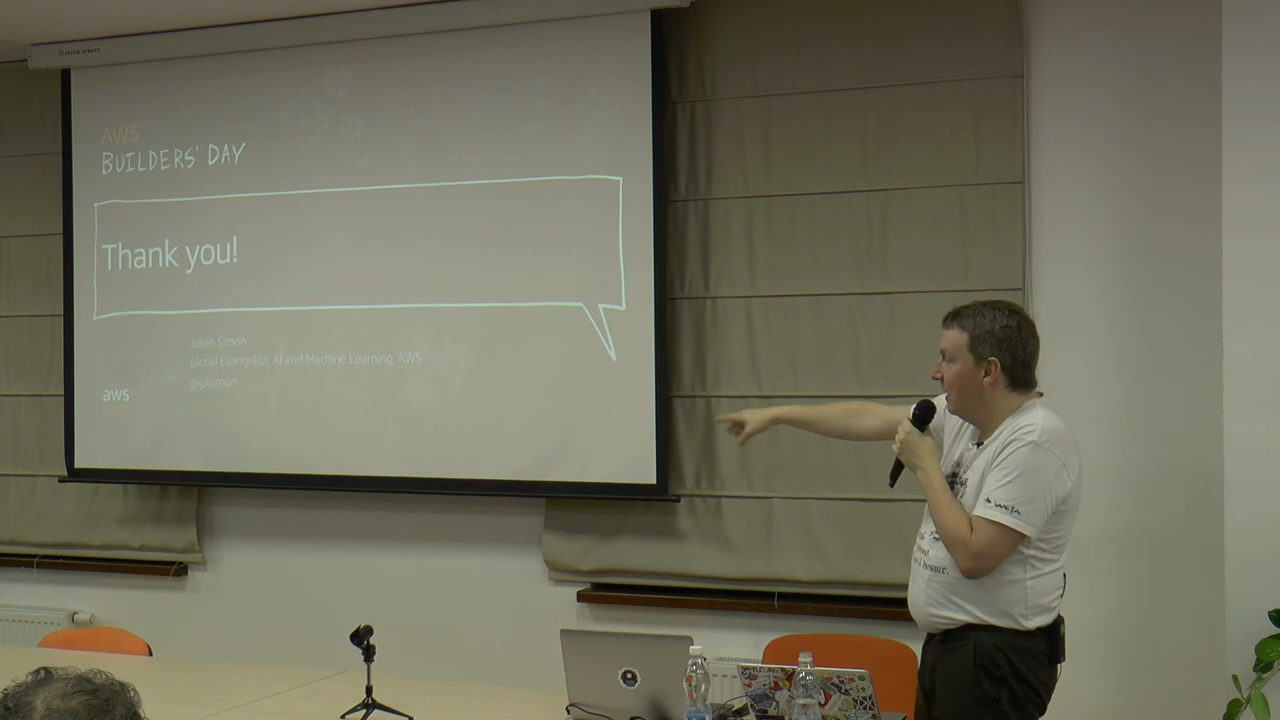 AWS
BUILDERS' DAY
Thank you!
Julien Simon
Global Evangelist, AI and Machine Learning, AWS
@julsimon
aws